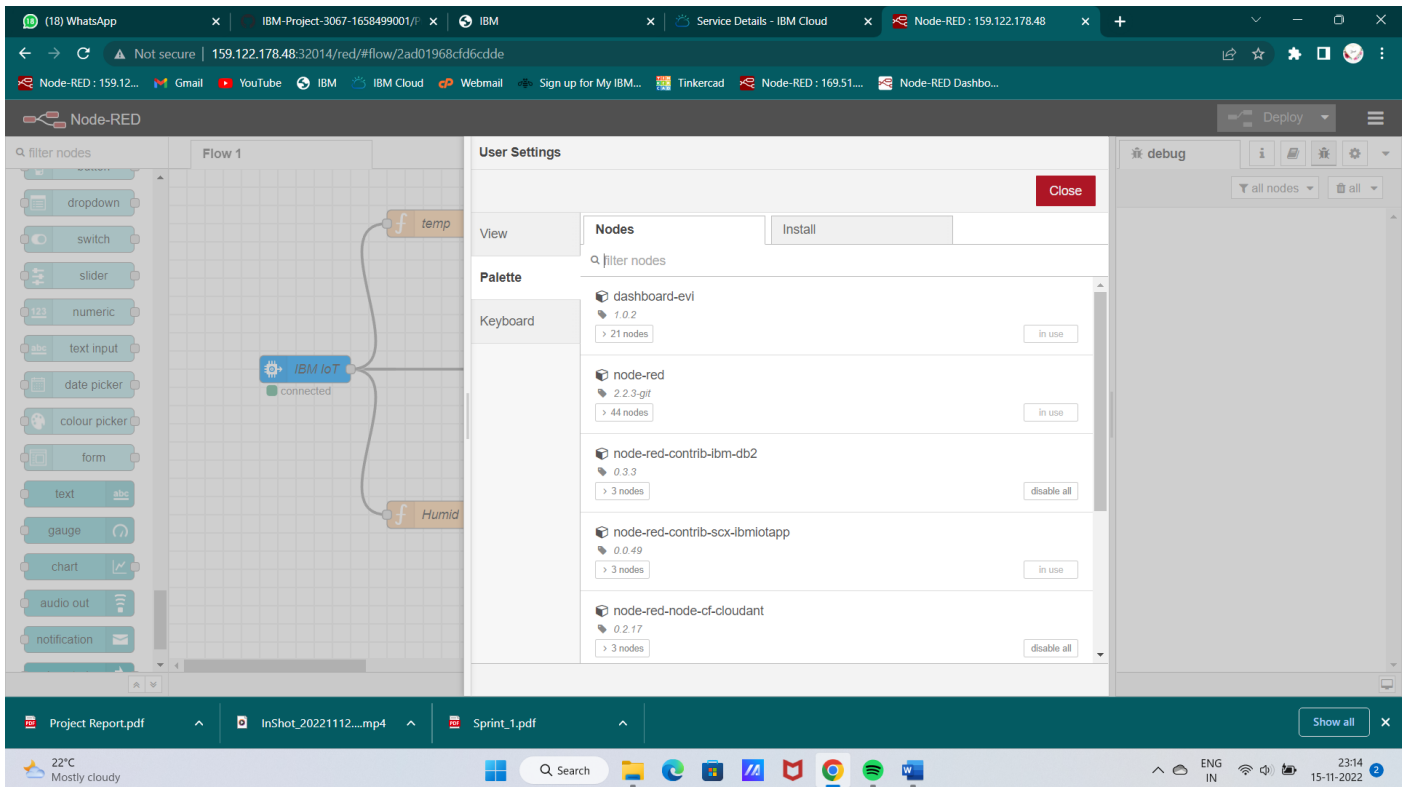 (18) WhatsApp
IBM-Project-3067-1658499001/P
IBM
Service Details - IBM Cloud
Node-RED : 159.122.178.48
Not secure | 159.122.178.48:32014/red/#flow/2ad01968cfd6cdde
Node-RED : 159.12...
Gmail
YouTube
IBM
IBM Cloud
Webmail
Sign up for My IBM...
Tinkercad
Node-RED : 169.51....
Node-RED Dashbo...
Node-RED
Deploy
filter nodes
button
dropdown
switch
slider
123 numeric
abc text input
date picker
colour picker
form
text abc
gauge
chart
audio out
notification
Flow 1
temp
IBM IoT
connected
Humid
User Settings
Close
View
Palette
Keyboard
Nodes
Install
filter nodes
dashboard-evi
1.0.2
> 21 nodes
in use
node-red
2.2.3-git
> 44 nodes
in use
node-red-contrib-ibm-db2
0.3.3
> 3 nodes
disable all
node-red-contrib-scx-ibmiotapp
0.0.49
> 3 nodes
in use
node-red-node-cf-cloudant
0.2.17
> 3 nodes
disable all
debug
i
all nodes
all
Project Report.pdf
InShot_20221112....mp4
Sprint_1.pdf
Show all
22°C
Mostly cloudy
Search
ENG
IN
23:14
15-11-2022
2